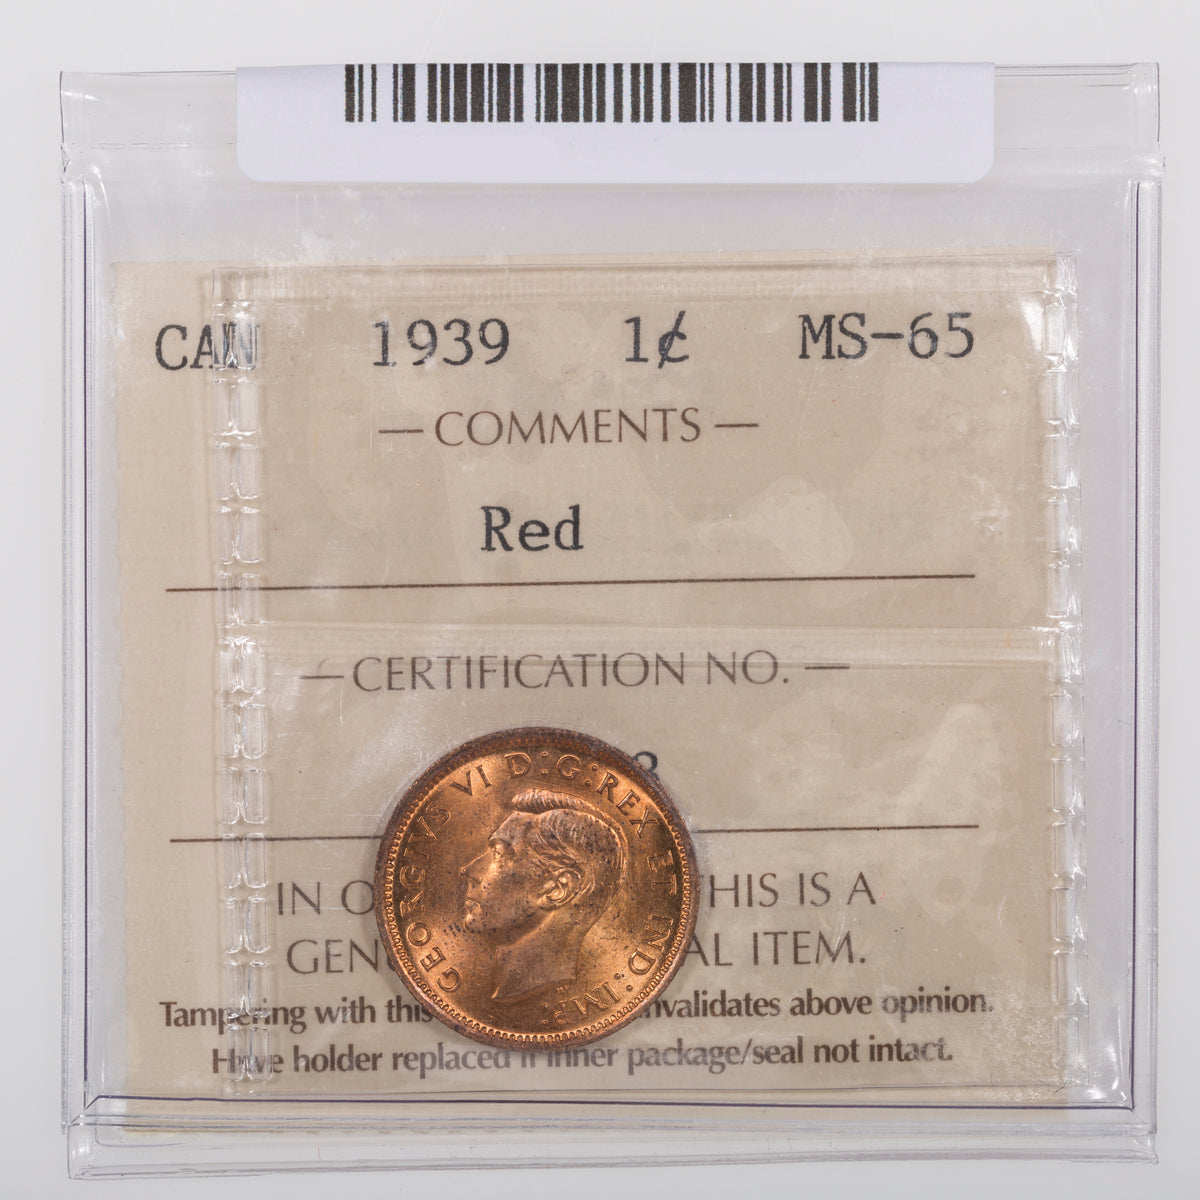 CAN 1939 1¢ MS-65
— COMMENTS —
Red
— CERTIFICATION NO. —
GEORGIVS VI D:G:REX ET IND:IMP:
IN O THIS IS A
GEN AL ITEM.
Tampering with this nvalidates above opinion.
Have holder replaced if inner package/seal not intact.